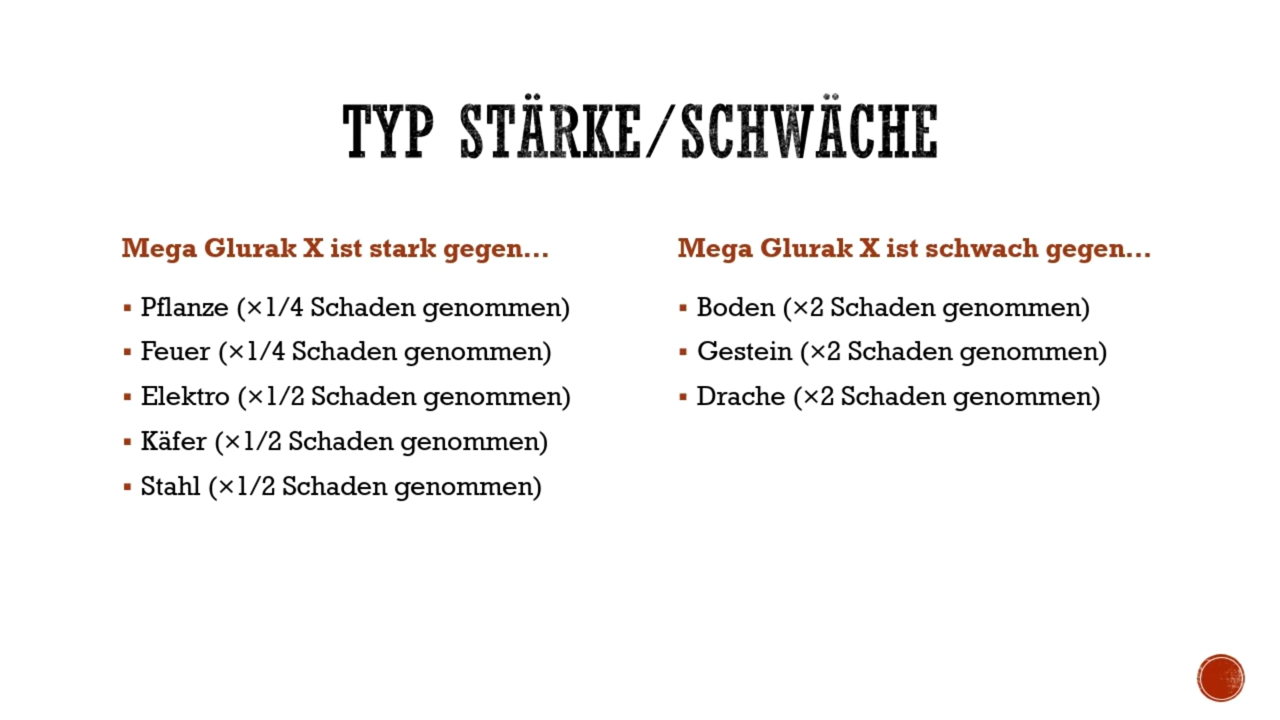 TYP STÄRKE/SCHWÄCHE
Mega Glurak X ist stark gegen...
▪ Pflanze (×1/4 Schaden genommen)
▪ Feuer (×1/4 Schaden genommen)
▪ Elektro (×1/2 Schaden genommen)
▪ Käfer (×1/2 Schaden genommen)
▪ Stahl (×1/2 Schaden genommen)
Mega Glurak X ist schwach gegen...
▪ Boden (×2 Schaden genommen)
▪ Gestein (×2 Schaden genommen)
▪ Drache (×2 Schaden genommen)